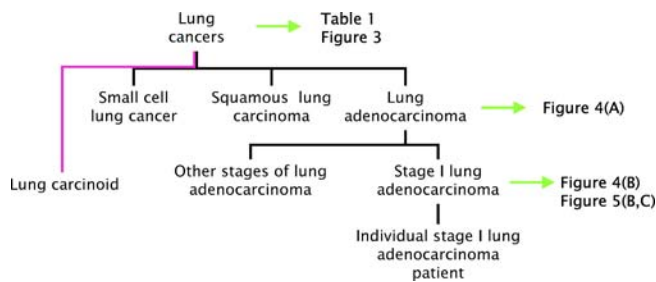 Lung
cancers
Table 1
Figure 3
Small cell
lung cancer
Squamous lung
carcinoma
Lung
adenocarcinoma
Figure 4(A)
Lung carcinoid
Other stages of lung
adenocarcinoma
Stage I lung
adenocarcinoma
Figure 4(B)
Figure 5(B,C)
Individual stage I lung
adenocarcinoma
patient